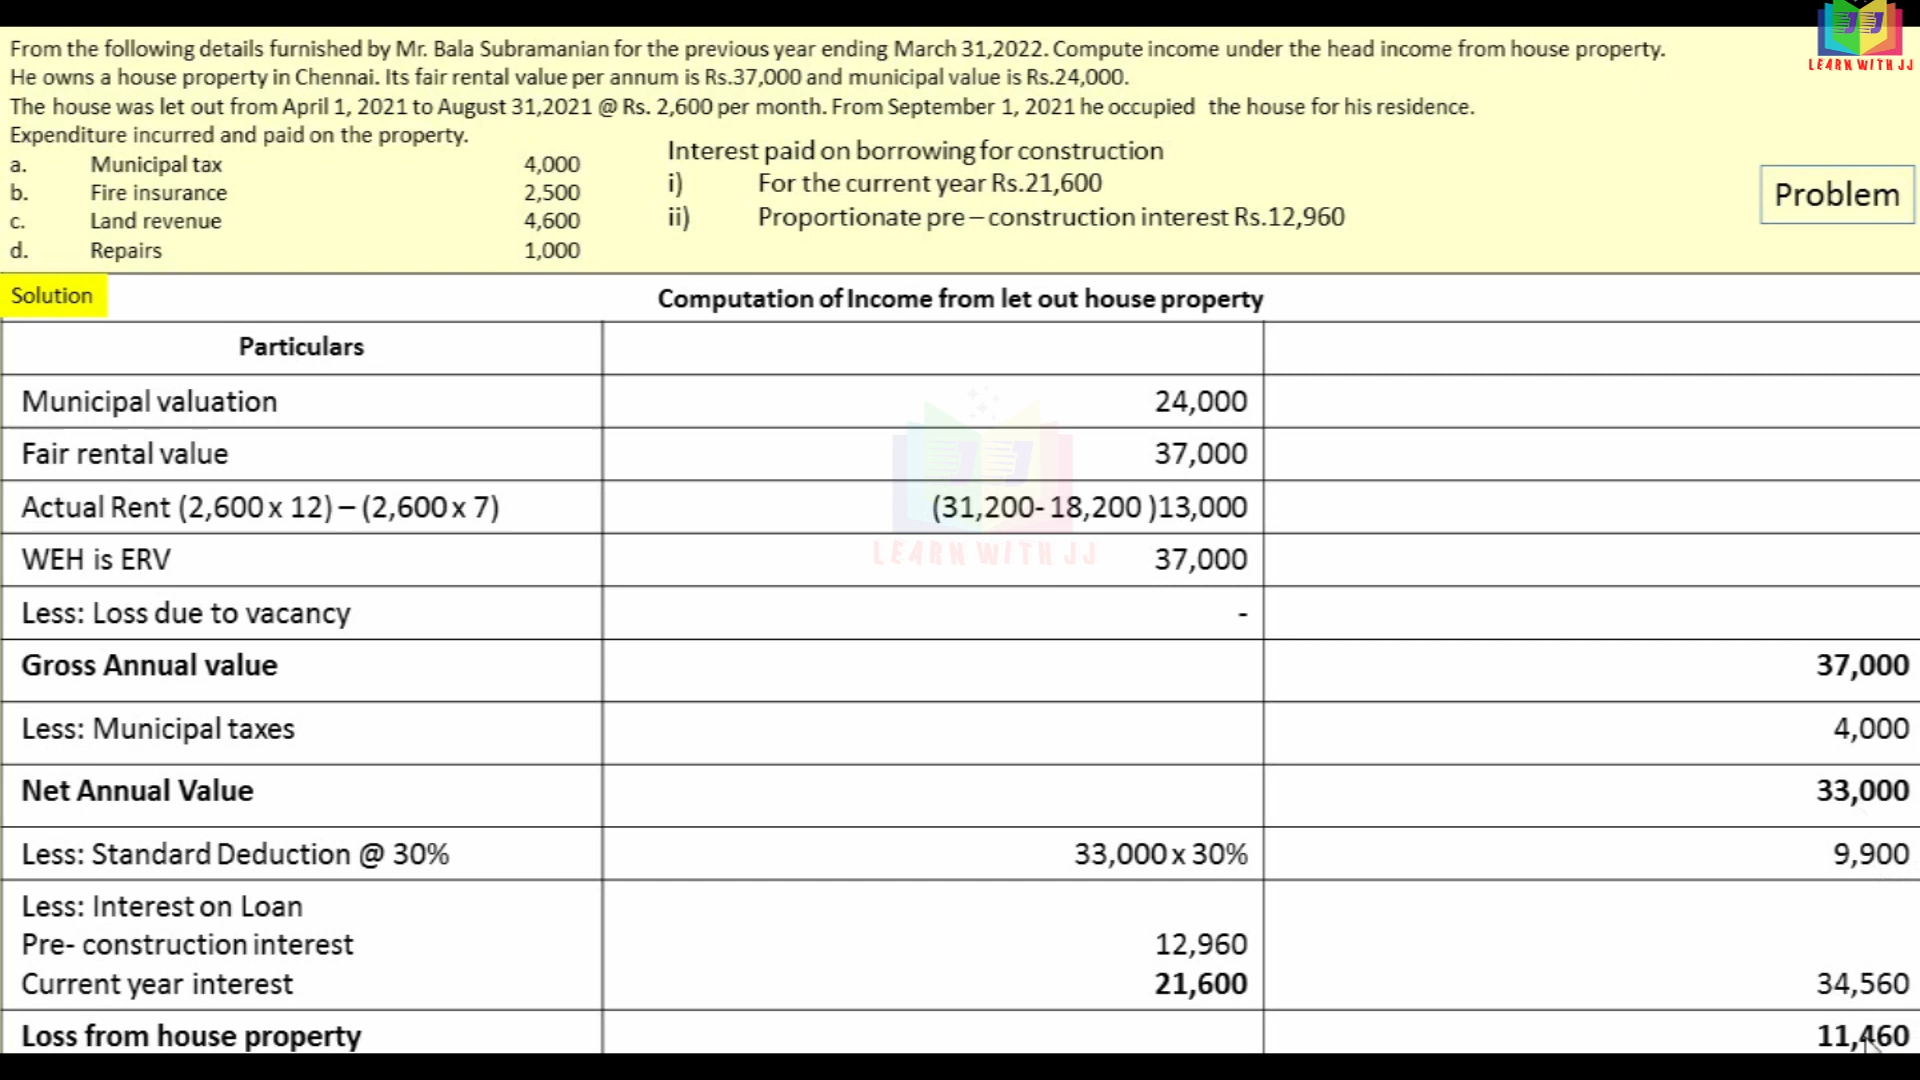 LEARN WITH JJ
From the following details furnished by Mr. Bala Subramanian for the previous year ending March 31,2022. Compute income under the head income from house property.
He owns a house property in Chennai. Its fair rental value per annum is Rs.37,000 and municipal value is Rs.24,000.
The house was let out from April 1, 2021 to August 31,2021 @ Rs. 2,600 per month. From September 1, 2021 he occupied the house for his residence.
Expenditure incurred and paid on the property.
a. Municipal tax 4,000
b. Fire insurance 2,500
c. Land revenue 4,600
d. Repairs 1,000
Interest paid on borrowing for construction
i) For the current year Rs.21,600
ii) Proportionate pre – construction interest Rs.12,960
Problem
Solution
Computation of Income from let out house property
Particulars
Municipal valuation 24,000
Fair rental value 37,000
Actual Rent (2,600 x 12) – (2,600 x 7) (31,200- 18,200 )13,000
WEH is ERV 37,000
LEARN WITH JJ
Less: Loss due to vacancy -
Gross Annual value 37,000
Less: Municipal taxes 4,000
Net Annual Value 33,000
Less: Standard Deduction @ 30% 33,000 x 30% 9,900
Less: Interest on Loan
Pre- construction interest 12,960
Current year interest 21,600 34,560
Loss from house property 11,460